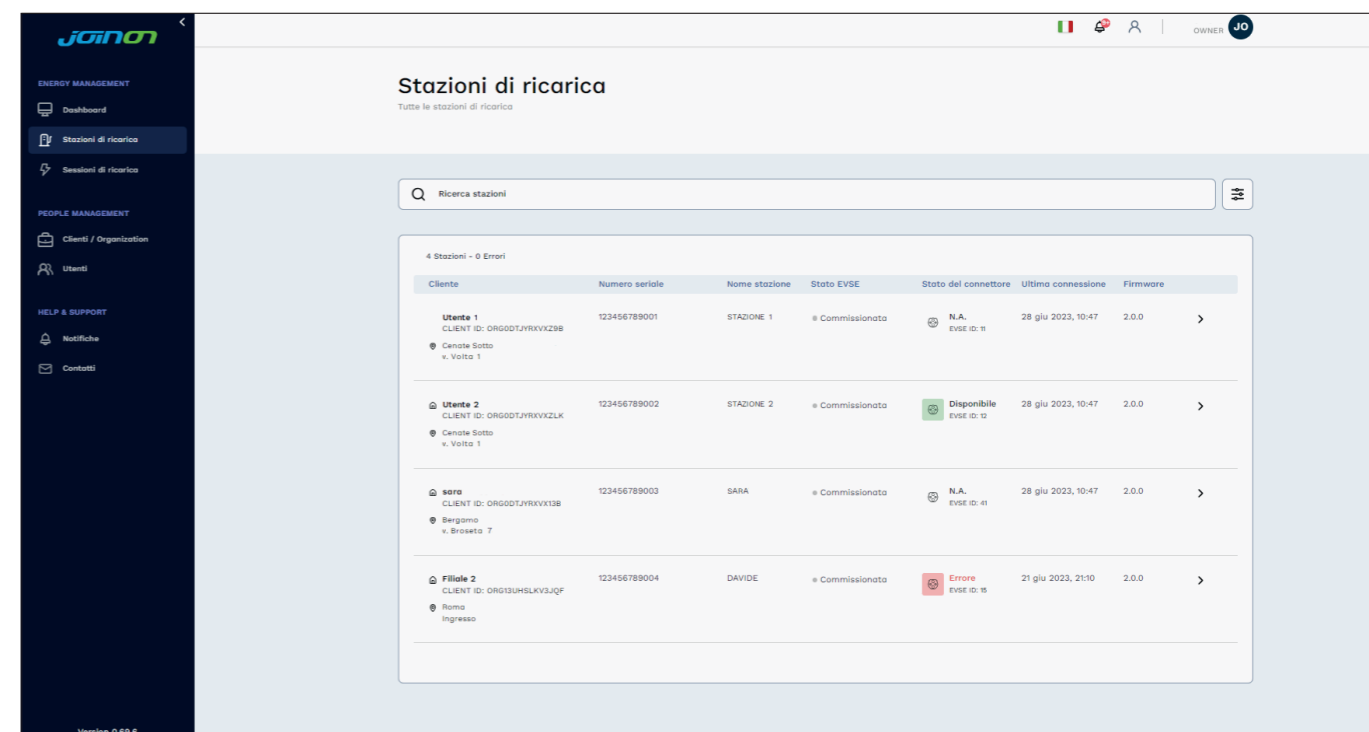 JOINON
9+
OWNER
JO
ENERGY MANAGEMENT
Dashboard
Stazioni di ricarica
Sessioni di ricarica
PEOPLE MANAGEMENT
Clienti / Organization
Utenti
HELP & SUPPORT
Notifiche
Contatti
Version 0.69.6
Stazioni di ricarica
Tutte le stazioni di ricarica
Ricerca stazioni
4 Stazioni - 0 Errori
Cliente Numero seriale Nome stazione Stato EVSE Stato del connettore Ultima connessione Firmware
Utente 1 123456789001 STAZIONE 1 Commissionata N.A. 28 giu 2023, 10:47 2.0.0
CLIENT ID: ORG0DTJYRXVXZ9B EVSE ID: 11
Cenate Sotto
v. Volta 1
Utente 2 123456789002 STAZIONE 2 Commissionata Disponibile 28 giu 2023, 10:47 2.0.0
CLIENT ID: ORG0DTJYRXVXZLK EVSE ID: 12
Cenate Sotto
v. Volta 1
sara 123456789003 SARA Commissionata N.A. 28 giu 2023, 10:47 2.0.0
CLIENT ID: ORG0DTJYRXVX13B EVSE ID: 41
Bergamo
v. Broseta 7
Filiale 2 123456789004 DAVIDE Commissionata Errore 21 giu 2023, 21:10 2.0.0
CLIENT ID: ORG13UHSLKV3JQF EVSE ID: 15
Roma
Ingresso